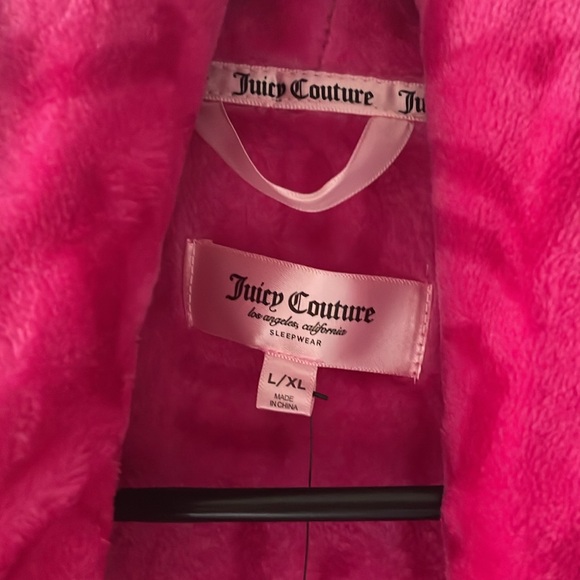 Juicy Couture Ju
Juicy Couture
los angeles, california
SLEEPWEAR
L/XL
MADE
IN CHINA